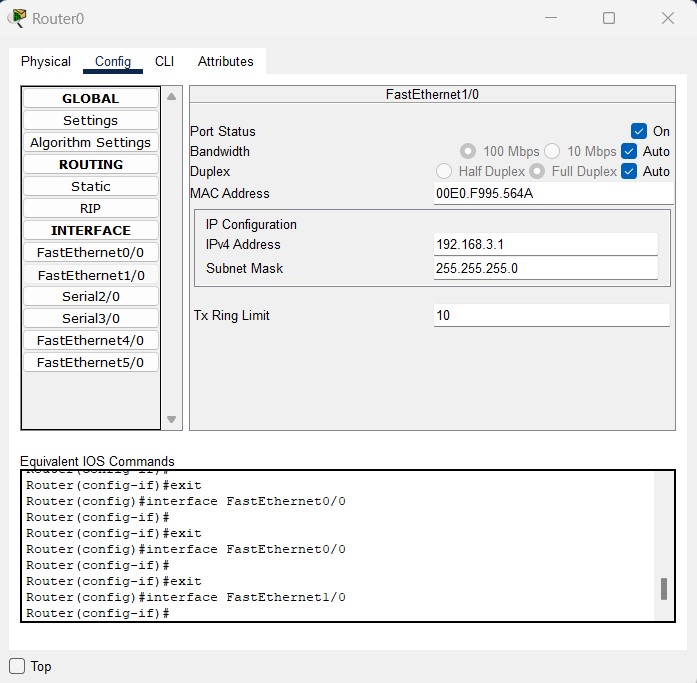 Router0
Physical Config CLI Attributes
GLOBAL
Settings
Algorithm Settings
ROUTING
Static
RIP
INTERFACE
FastEthernet0/0
FastEthernet1/0
Serial2/0
Serial3/0
FastEthernet4/0
FastEthernet5/0
FastEthernet1/0
Port Status On
Bandwidth 100 Mbps 10 Mbps Auto
Duplex Half Duplex Full Duplex Auto
MAC Address 00E0.F995.564A
IP Configuration
IPv4 Address 192.168.3.1
Subnet Mask 255.255.255.0
Tx Ring Limit 10
Equivalent IOS Commands
Router(config-if)#
Router(config-if)#exit
Router(config)#interface FastEthernet0/0
Router(config-if)#
Router(config-if)#exit
Router(config)#interface FastEthernet0/0
Router(config-if)#
Router(config-if)#exit
Router(config)#interface FastEthernet1/0
Router(config-if)#
Top